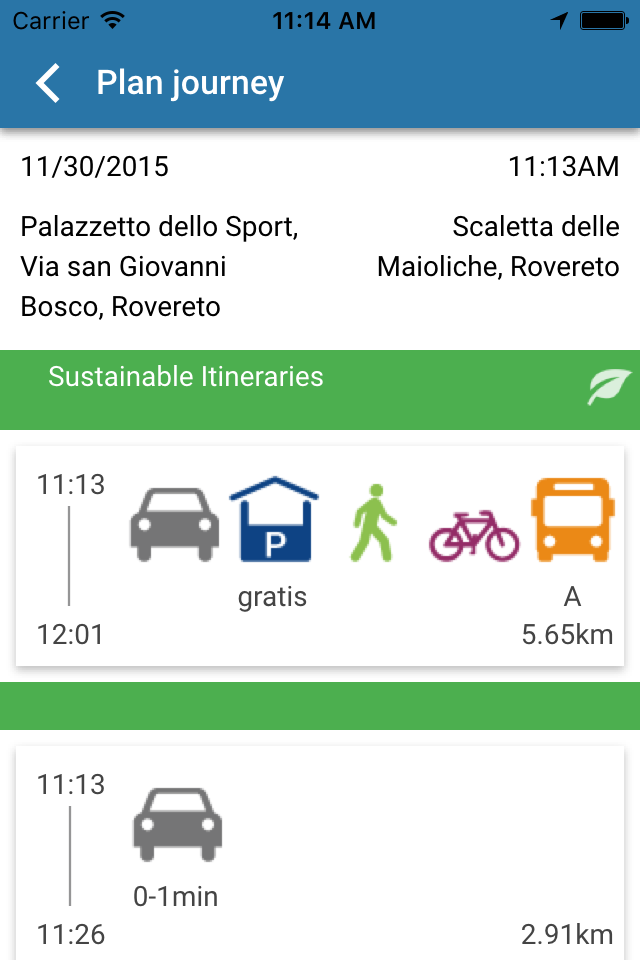 Carrier 11:14 AM
Plan journey
11/30/2015 11:13AM
Palazzetto dello Sport,
Via san Giovanni
Bosco, Rovereto
Scaletta delle
Maioliche, Rovereto
Sustainable Itineraries
11:13
P
gratis A
12:01 5.65km
11:13
0-1min
11:26 2.91km